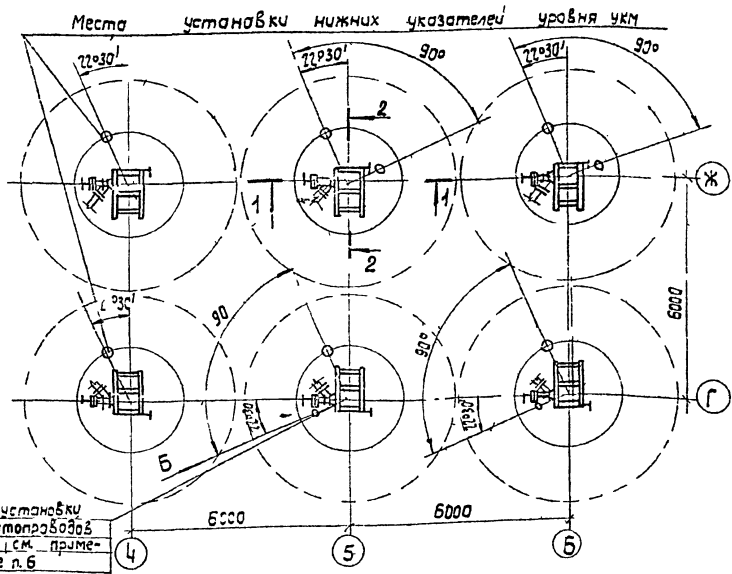 Места установки нижних указателей уровня УКМ
22°30' 22°30' 90° 22°30' 90°
2
Ж
1 1
2
°30' 90 90° 6000
Г
22°30' 22°30'
Б
установки
6000 6000
см. приме-
п. 6
4 5 6